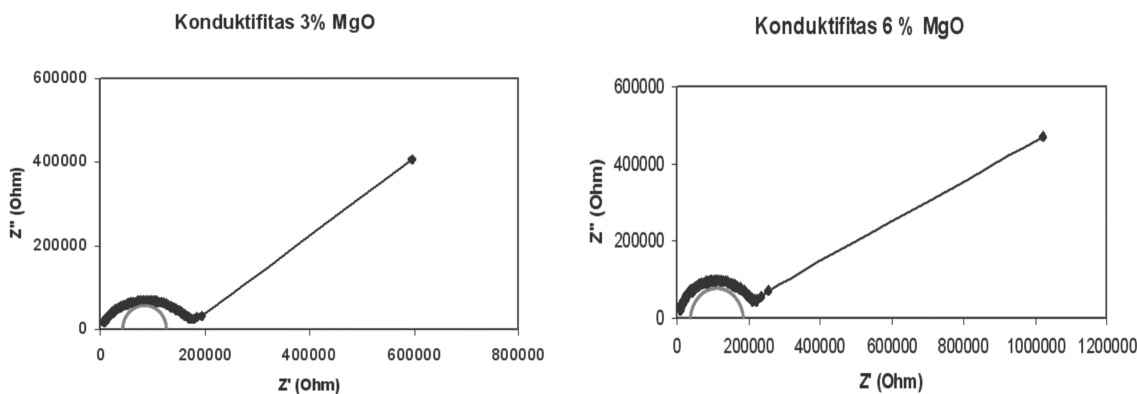 Konduktifitas 3% MgO
600000
400000
200000
0
Z" (Ohm)
0 200000 400000 600000 800000
Z' (Ohm)
Konduktifitas 6 % MgO
600000
400000
200000
0
Z" (Ohm)
0 200000 400000 600000 800000 1000000 1200000
Z' (Ohm)